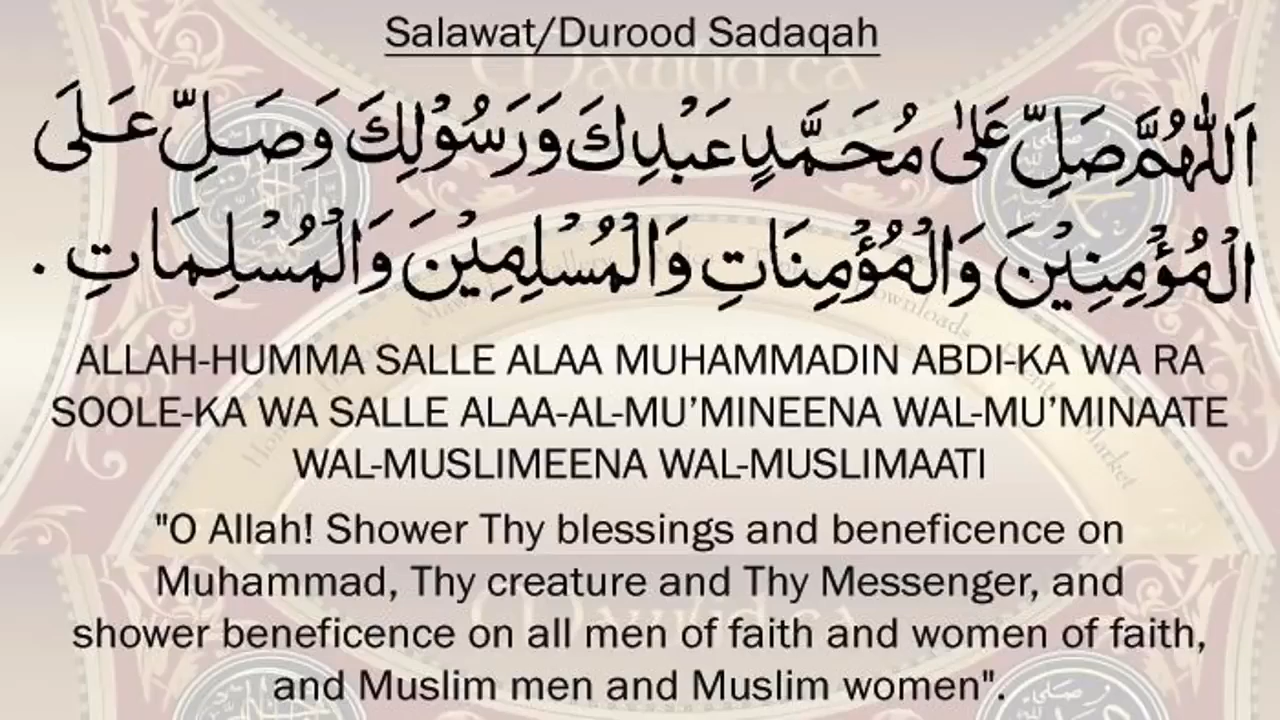 Salawat/Durood Sadaqah
اَللّٰهُمَّ صَلِّ عَلٰى مُحَمَّدٍ عَبْدِكَ وَرَسُوْلِكَ وَصَلِّ عَلَى
الْمُؤْمِنِيْنَ وَالْمُؤْمِنَاتِ وَالْمُسْلِمِيْنَ وَالْمُسْلِمَاتِ .
ALLAH-HUMMA SALLE ALAA MUHAMMADIN ABDI-KA WA RA
SOOLE-KA WA SALLE ALAA-AL-MU’MINEENA WAL-MU’MINAATE
WAL-MUSLIMEENA WAL-MUSLIMAATI
"O Allah! Shower Thy blessings and beneficence on
Muhammad, Thy creature and Thy Messenger, and
shower beneficence on all men of faith and women of faith,
and Muslim men and Muslim women".